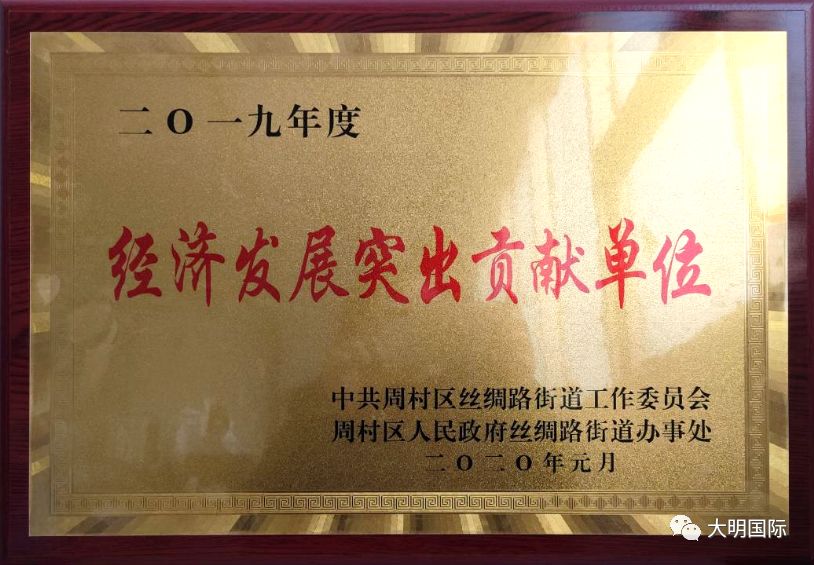 二O一九年度
经济发展突出贡献单位
中共周村区丝绸路街道工作委员会
周村区人民政府丝绸路街道办事处
二O二O年元月
大明国际